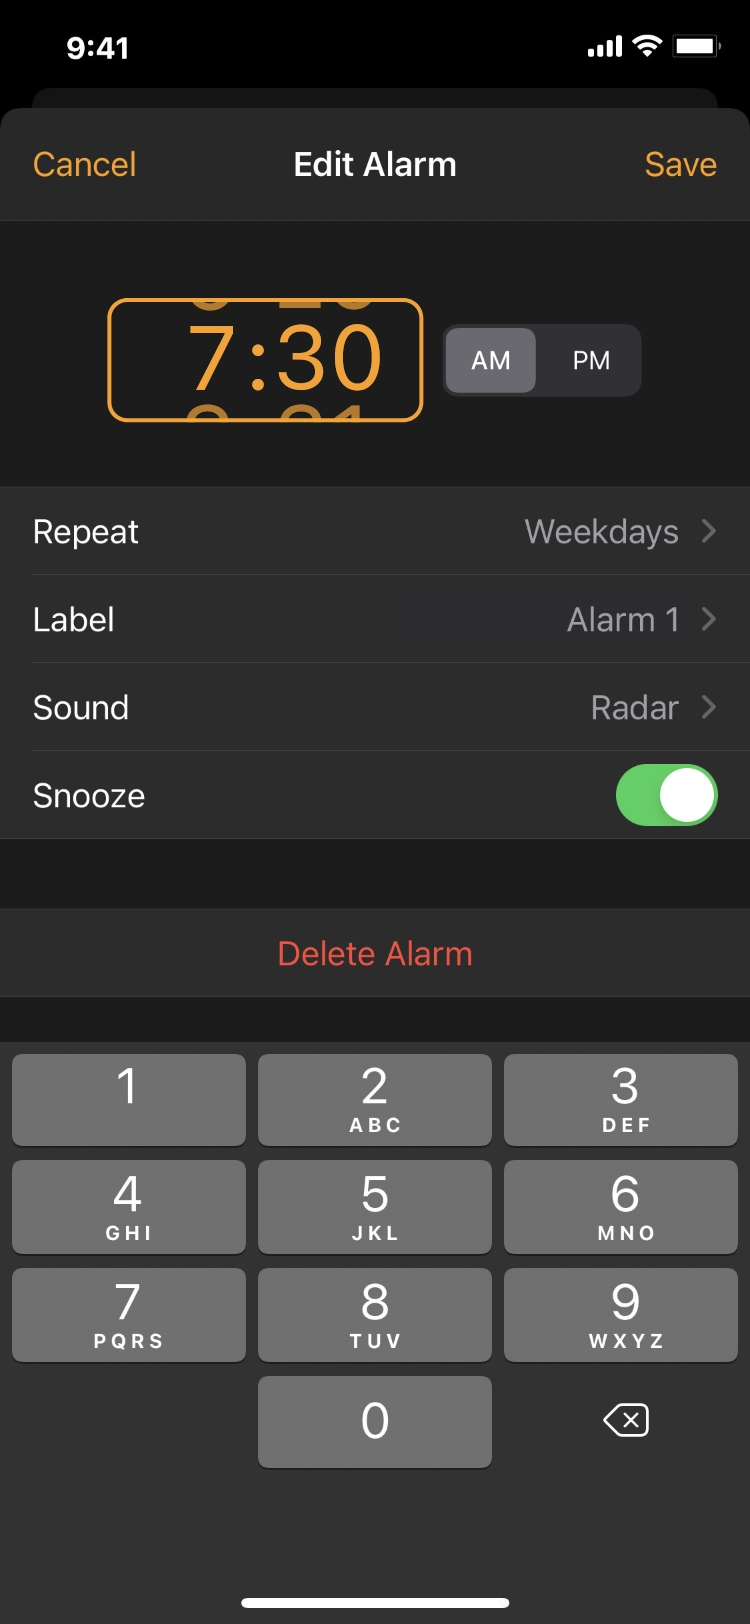 9:41
Cancel Edit Alarm Save
7:30 AM PM
Repeat Weekdays
Label Alarm 1
Sound Radar
Snooze
Delete Alarm
1 2 3
ABC DEF
4 5 6
GHI JKL MNO
7 8 9
PQRS TUV WXYZ
0